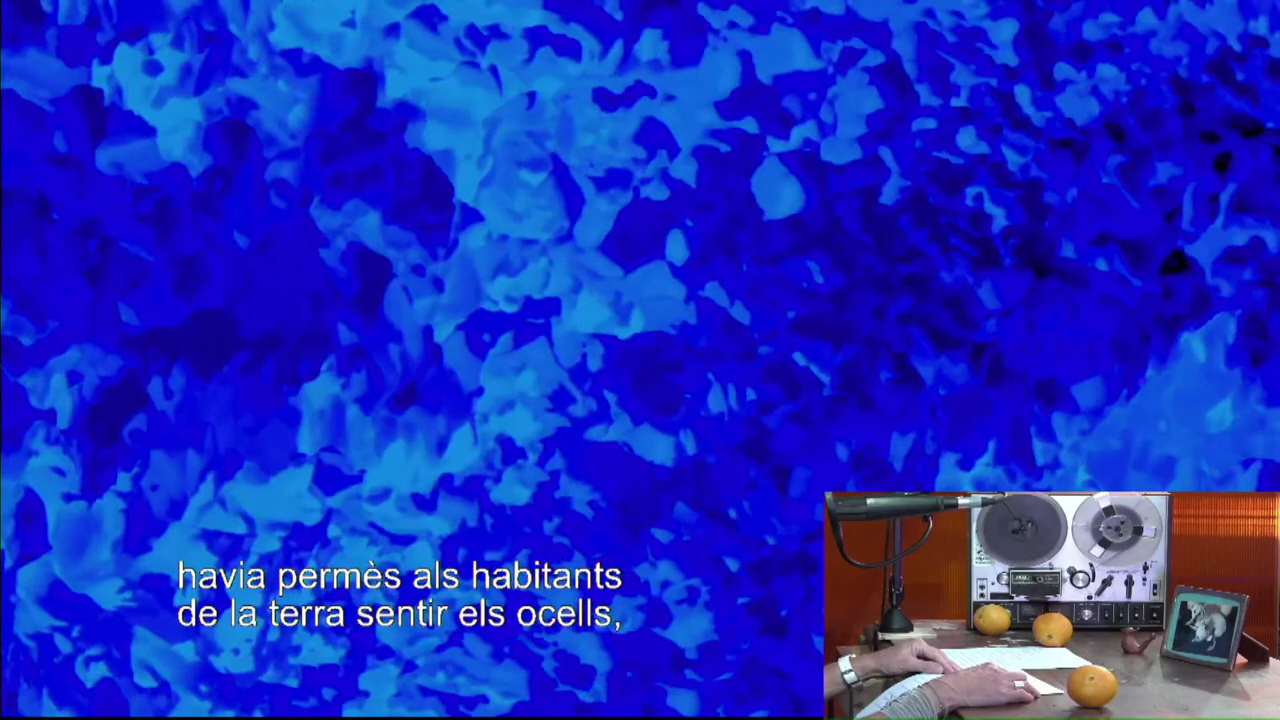 havia permès als habitants
de la terra sentir els ocells,